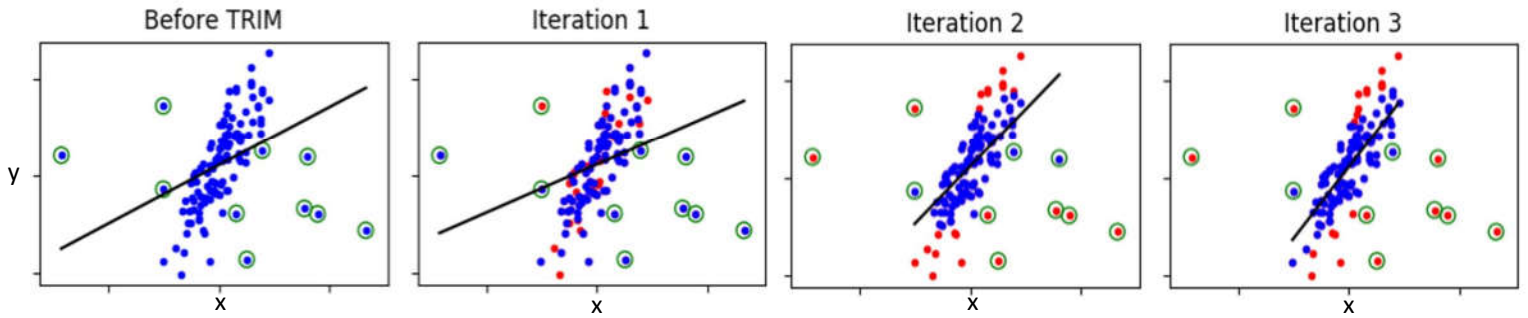 Before TRIM
Iteration 1
Iteration 2
Iteration 3
y
x
x
x
x